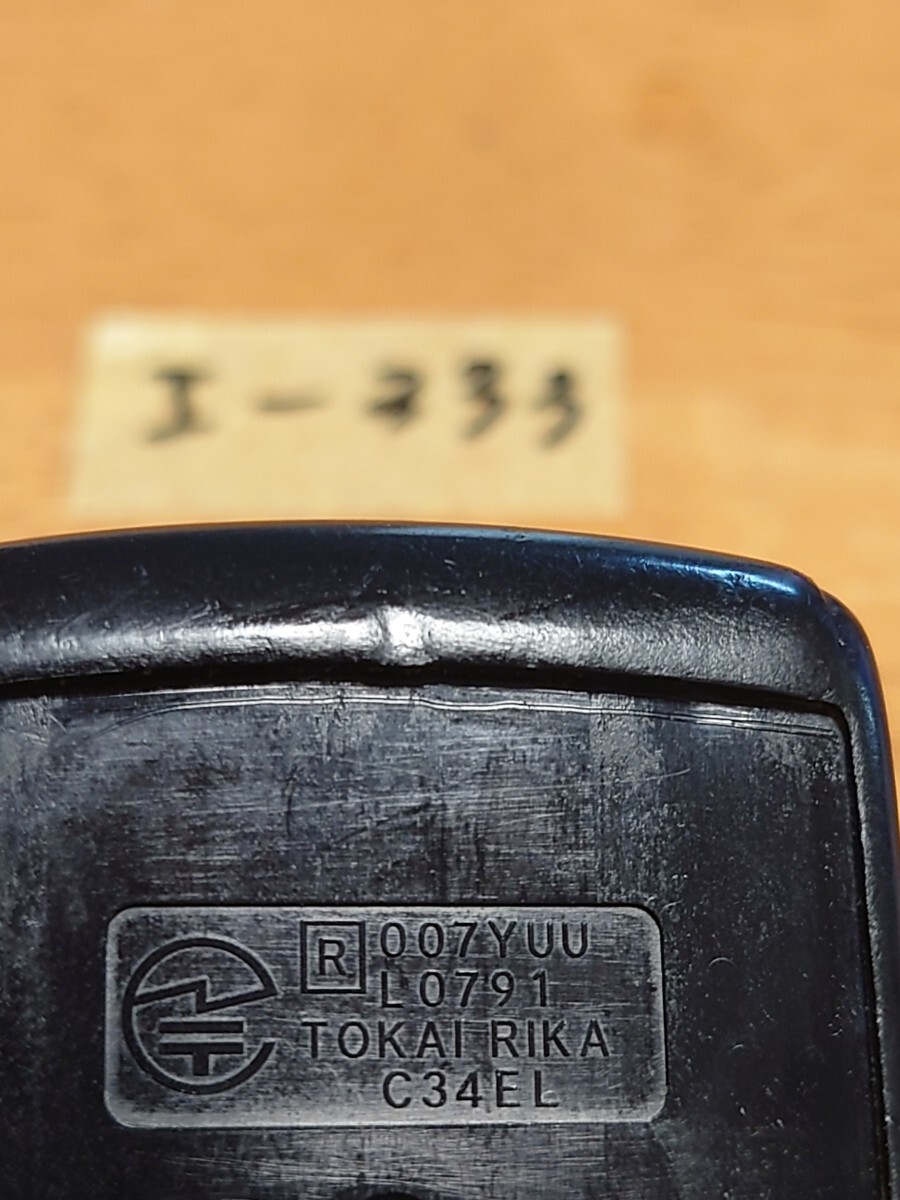 エ-233
R 007YUU
L0791
TOKAI RIKA
C34EL